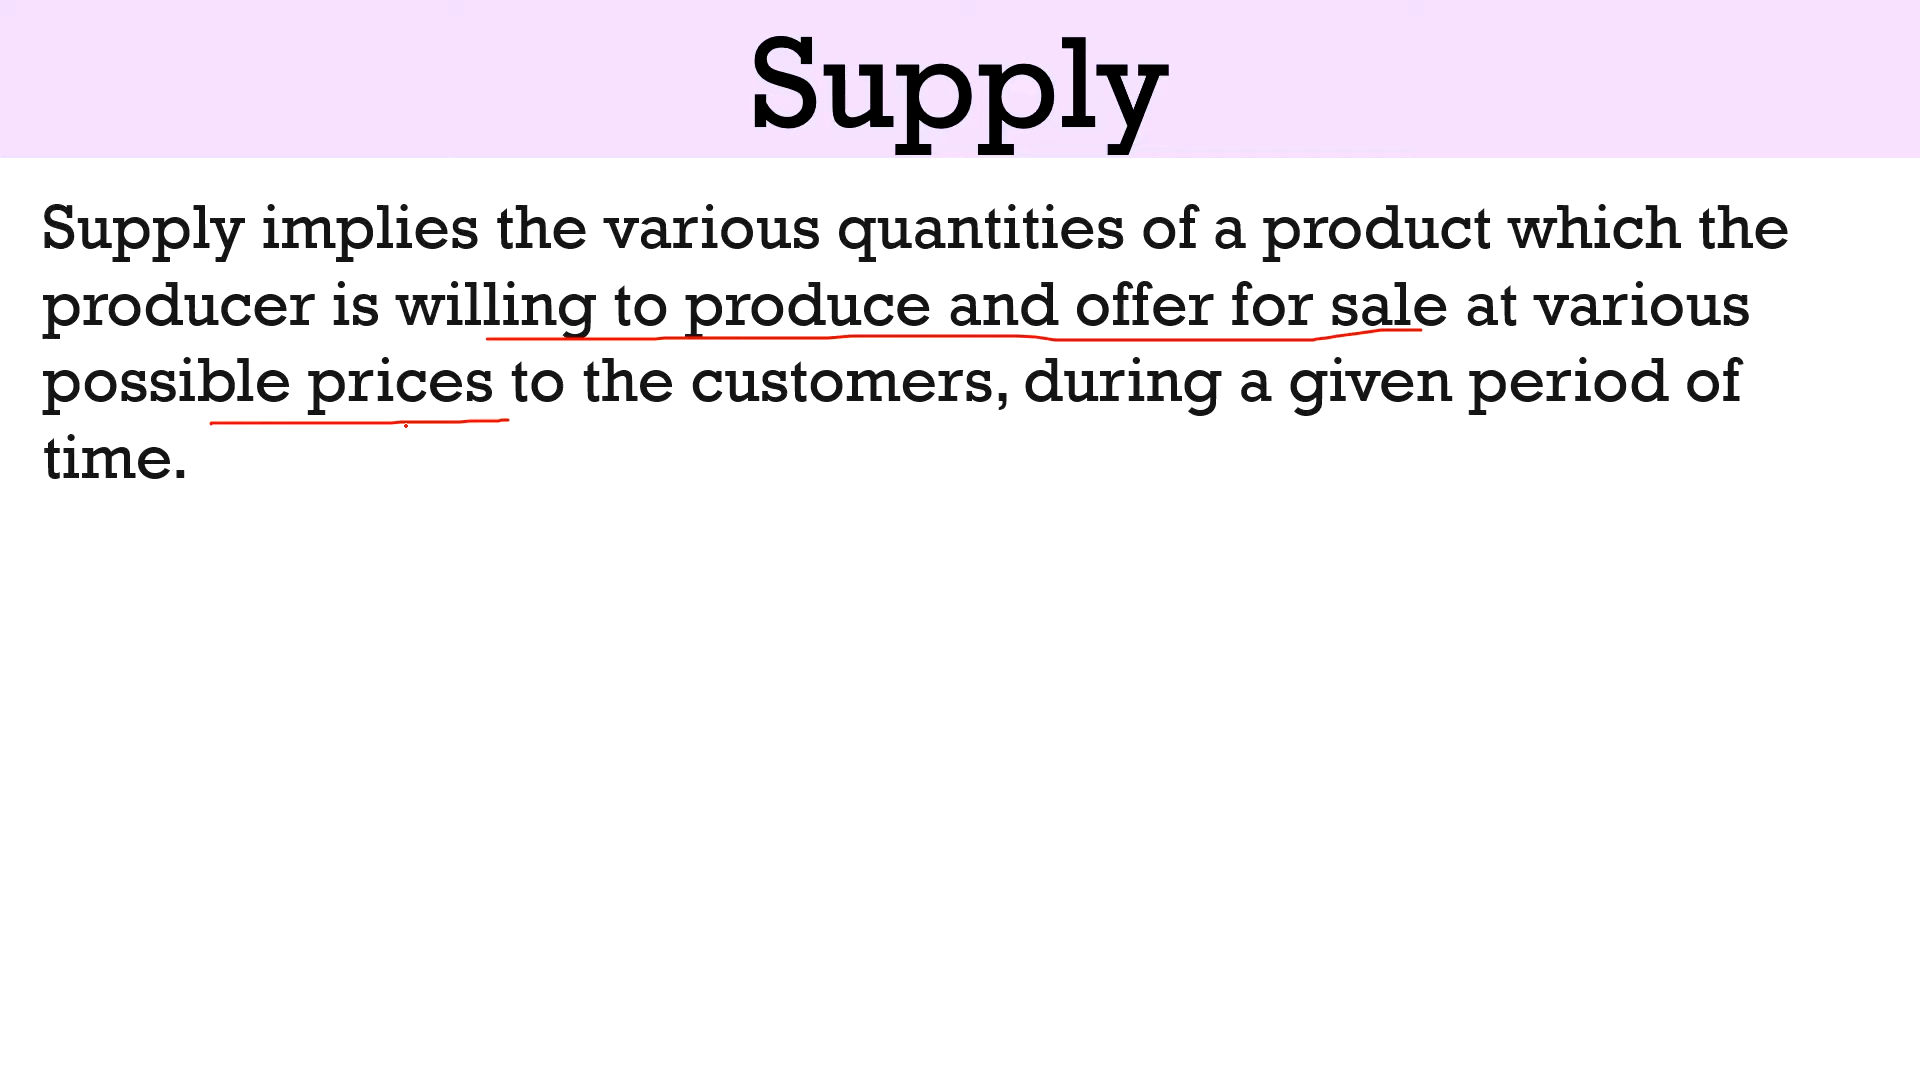 Supply
Supply implies the various quantities of a product which the
producer is willing to produce and offer for sale at various
possible prices to the customers, during a given period of
time.